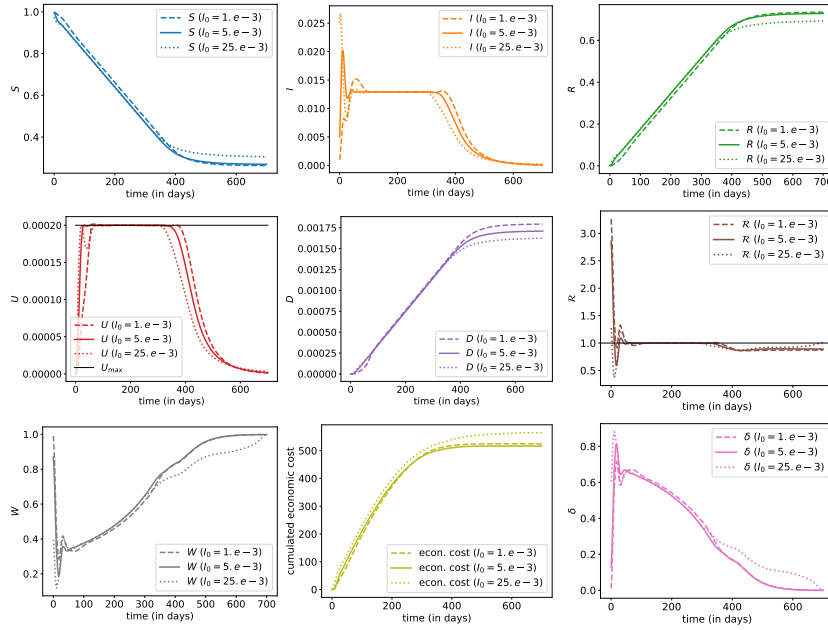 1.0
0.8
0.6
0.4
S
0 200 400 600
time (in days)
S (I₀ = 1. e − 3)
S (I₀ = 5. e − 3)
S (I₀ = 25. e − 3)
0.025
0.020
0.015
0.010
0.005
0.000
I
0 200 400 600
time (in days)
I (I₀ = 1. e − 3)
I (I₀ = 5. e − 3)
I (I₀ = 25. e − 3)
0.6
0.4
0.2
0.0
R
0 100 200 300 400 500 600 700
time (in days)
R (I₀ = 1. e − 3)
R (I₀ = 5. e − 3)
R (I₀ = 25. e − 3)
0.00020
0.00015
0.00010
0.00005
0.00000
U
0 200 400 600
time (in days)
U (I₀ = 1. e − 3)
U (I₀ = 5. e − 3)
U (I₀ = 25. e − 3)
Uₘₐₓ
0.00175
0.00150
0.00125
0.00100
0.00075
0.00050
0.00025
0.00000
D
0 200 400 600
time (in days)
D (I₀ = 1. e − 3)
D (I₀ = 5. e − 3)
D (I₀ = 25. e − 3)
3.0
2.5
2.0
1.5
1.0
0.5
ℛ
0 200 400 600
time (in days)
ℛ (I₀ = 1. e − 3)
ℛ (I₀ = 5. e − 3)
ℛ (I₀ = 25. e − 3)
1.0
0.8
0.6
0.4
0.2
W
0 100 200 300 400 500 600 700
time (in days)
W (I₀ = 1. e − 3)
W (I₀ = 5. e − 3)
W (I₀ = 25. e − 3)
500
400
300
200
100
0
cumulated economic cost
0 200 400 600
time (in days)
econ. cost (I₀ = 1. e − 3)
econ. cost (I₀ = 5. e − 3)
econ. cost (I₀ = 25. e − 3)
0.8
0.6
0.4
0.2
0.0
δ
0 200 400 600
time (in days)
δ (I₀ = 1. e − 3)
δ (I₀ = 5. e − 3)
δ (I₀ = 25. e − 3)